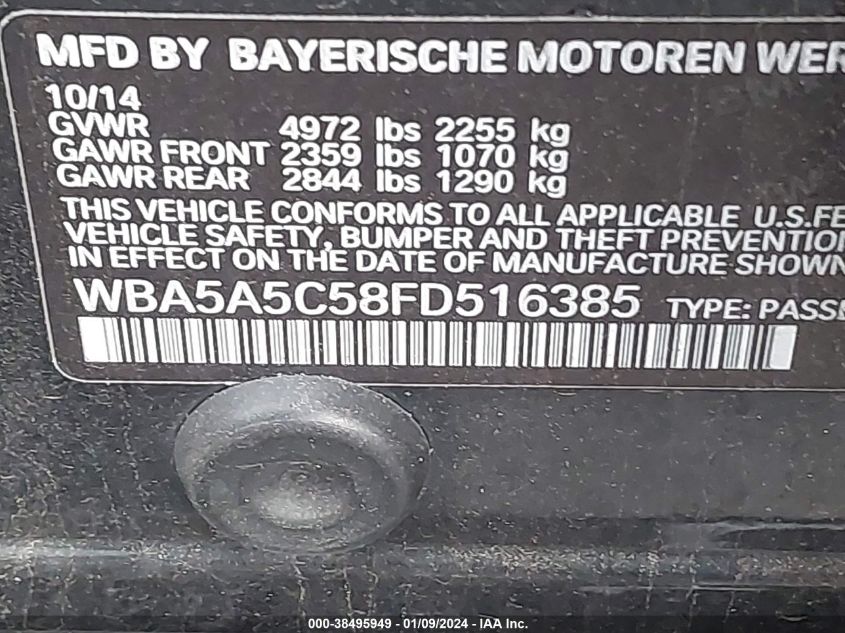 MFD BY BAYERISCHE MOTOREN WER
10/14
GVWR 4972 lbs 2255 kg
GAWR FRONT 2359 lbs 1070 kg
GAWR REAR 2844 lbs 1290 kg
THIS VEHICLE CONFORMS TO ALL APPLICABLE U.S.FE
VEHICLE SAFETY, BUMPER AND THEFT PREVENTION
IN EFFECT ON THE DATE OF MANUFACTURE SHOWN
WBA5A5C58FD516385 TYPE: PASSE
000-38495949 - 01/09/2024 - IAA Inc.